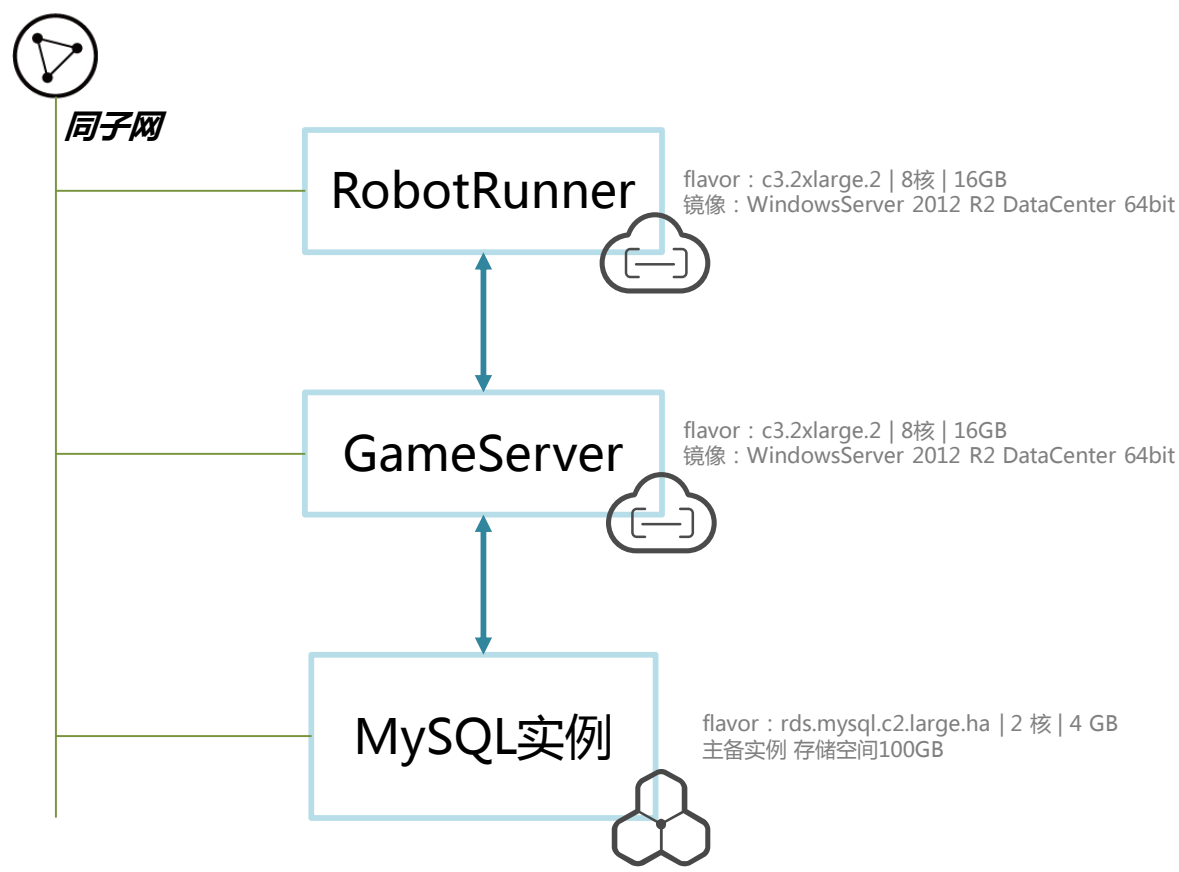 同子网
RobotRunner
flavor：c3.2xlarge.2 | 8核 | 16GB
镜像：WindowsServer 2012 R2 DataCenter 64bit
GameServer
flavor：c3.2xlarge.2 | 8核 | 16GB
镜像：WindowsServer 2012 R2 DataCenter 64bit
MySQL实例
flavor：rds.mysql.c2.large.ha | 2 核 | 4 GB
主备实例 存储空间100GB